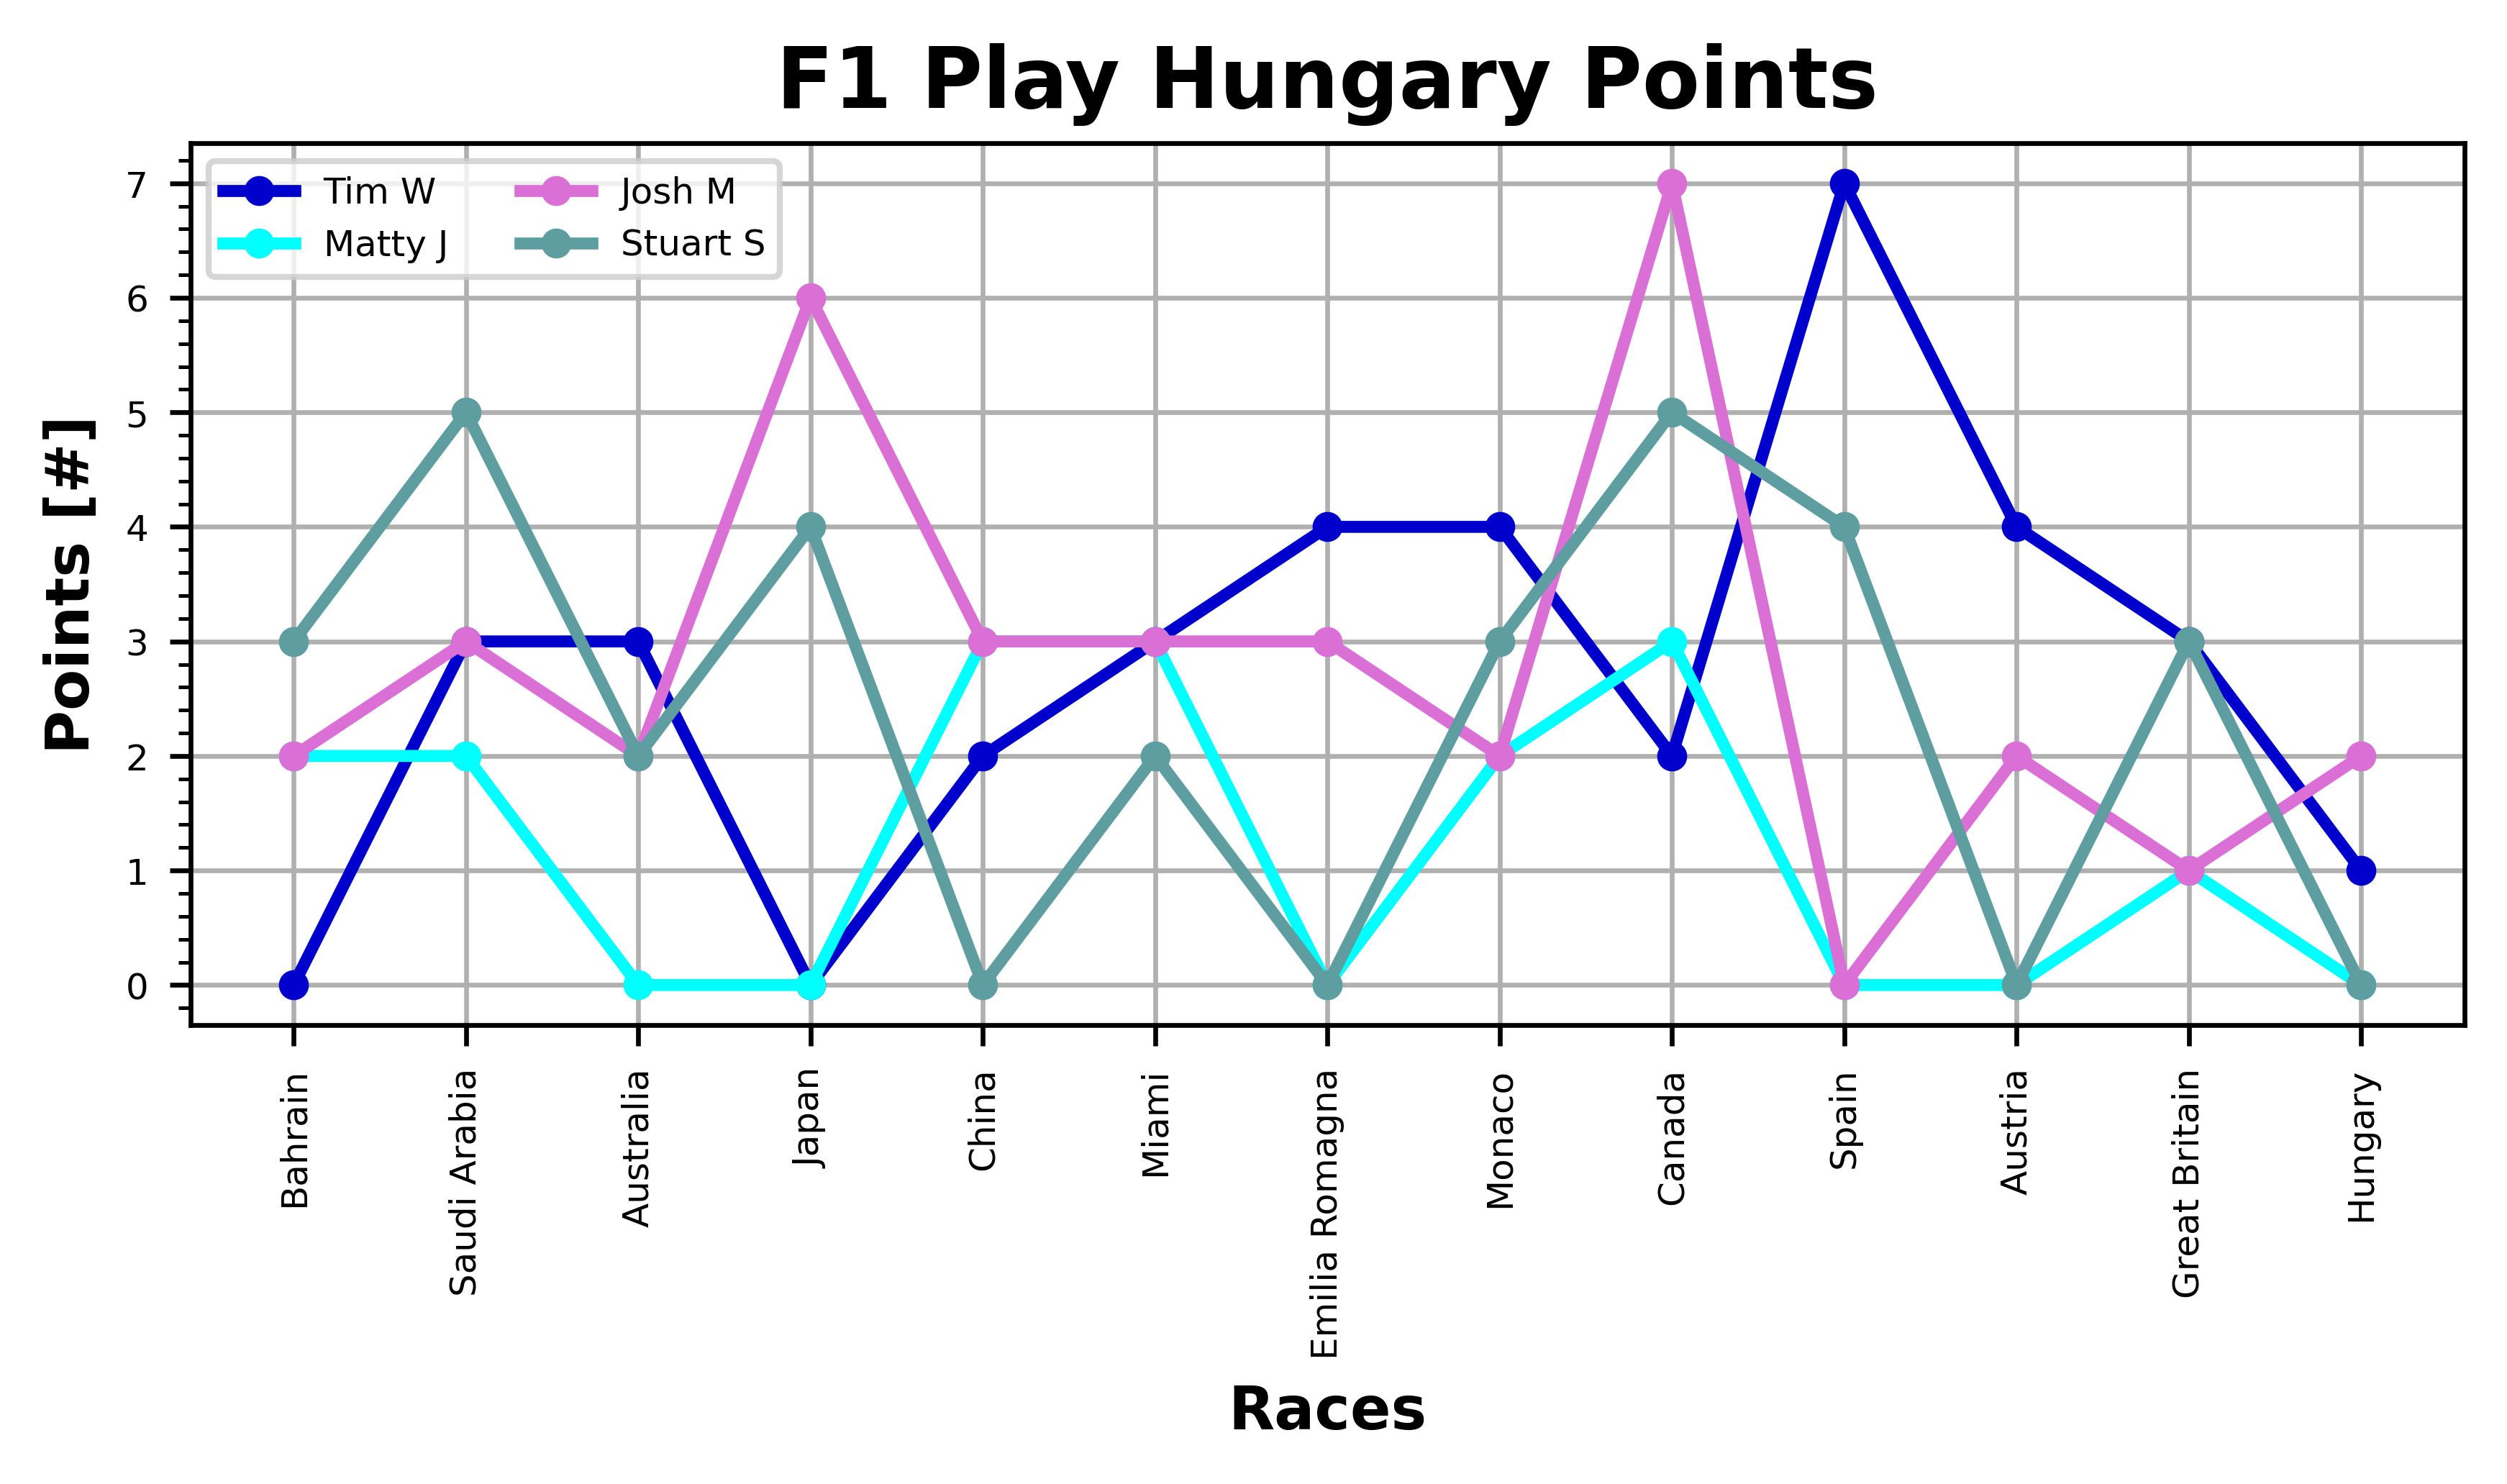 F1 Play Hungary Points
Tim W
Matty J
Josh M
Stuart S
Points [#]
7
6
5
4
3
2
1
0
Bahrain
Saudi Arabia
Australia
Japan
China
Miami
Emilia Romagna
Monaco
Canada
Spain
Austria
Great Britain
Hungary
Races